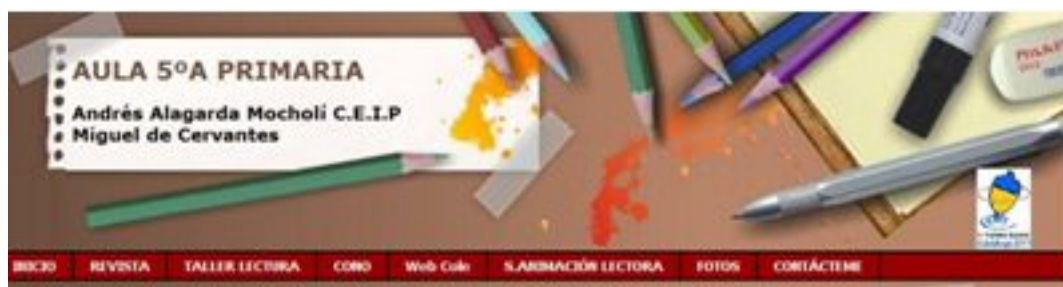 AULA 5ºA PRIMARIA
Andrés Alagarda Mocholí C.E.I.P
Miguel de Cervantes
INICIO REVISTA TALLER LECTURA CONO Web Cole S.ANIMACIÓN LECTORA FOTOS CONTÁCTEME